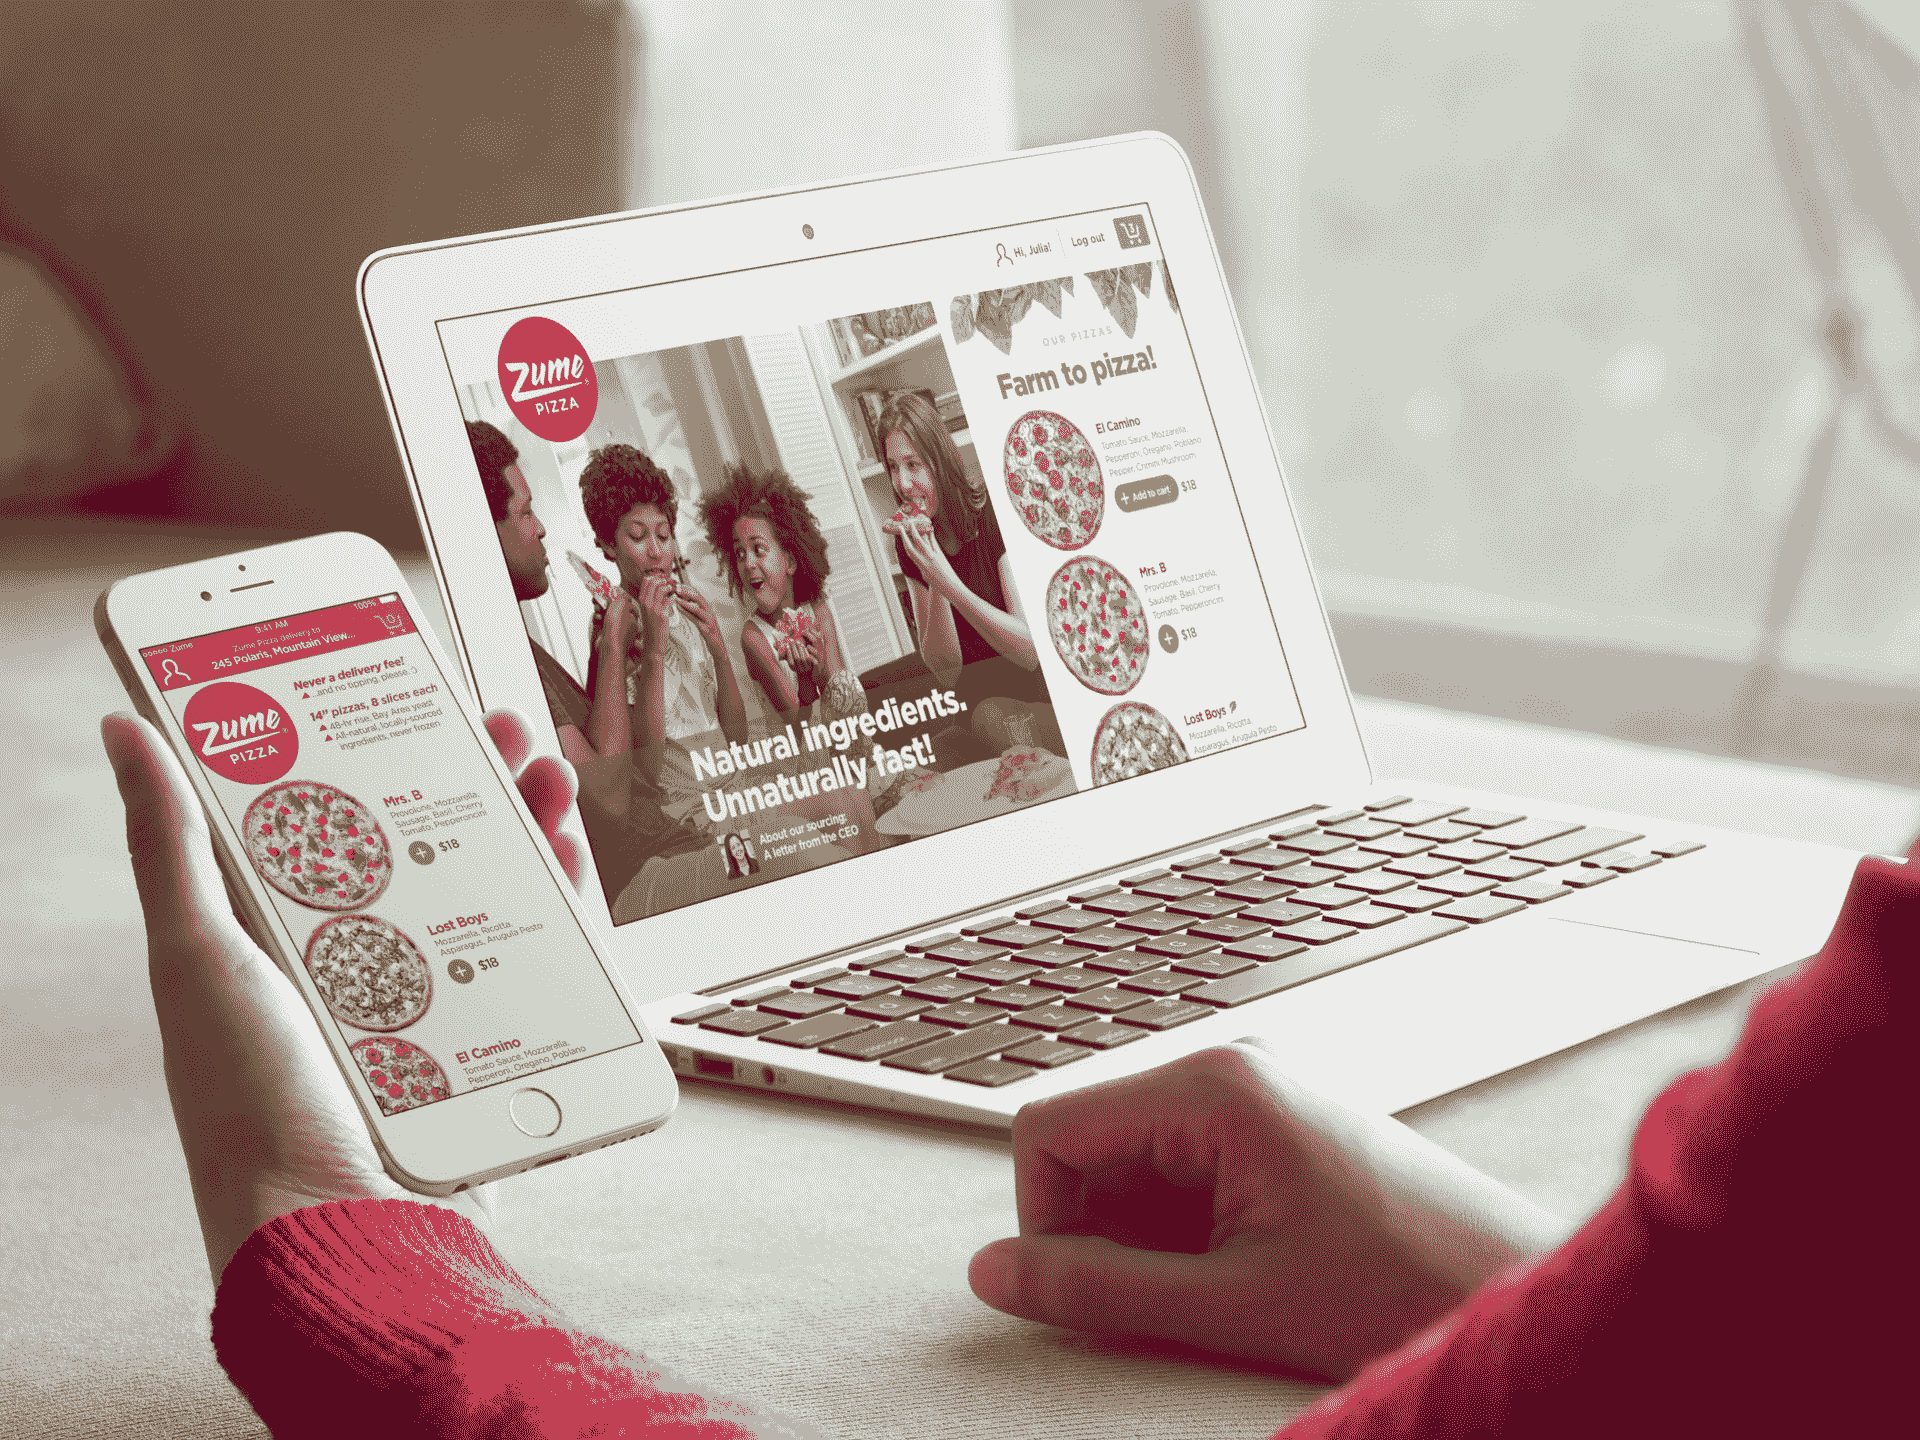 Hi, Julia!
Log out
3
Zume
PIZZA
OUR PIZZAS
Farm to pizza!
El Camino
Tomato Sauce, Mozzarella,
Pepperoni, Oregano, Poblano
Pepper, Crimini Mushroom
+ Add to cart $18
Mrs. B
Provolone, Mozzarella,
Sausage, Basil, Cherry
Tomato, Pepperoncini
+ $18
Lost Boys
Mozzarella, Ricotta,
Asparagus, Arugula Pesto
Natural ingredients.
Unnaturally fast!
About our sourcing:
A letter from the CEO
Zume
9:41 AM
100%
Zume Pizza delivery to
245 Polaris, Mountain View...
0
Zume
PIZZA
Never a delivery fee!
...and no tipping, please. :)
14" pizzas, 8 slices each
48-hr rise, Bay Area yeast
All-natural, locally-sourced
ingredients, never frozen
Mrs. B
Provolone, Mozzarella,
Sausage, Basil, Cherry
Tomato, Pepperoncini
+ $18
Lost Boys
Mozzarella, Ricotta,
Asparagus, Arugula Pesto
+ $18
El Camino
Tomato Sauce, Mozzarella,
Pepperoni, Oregano, Poblano